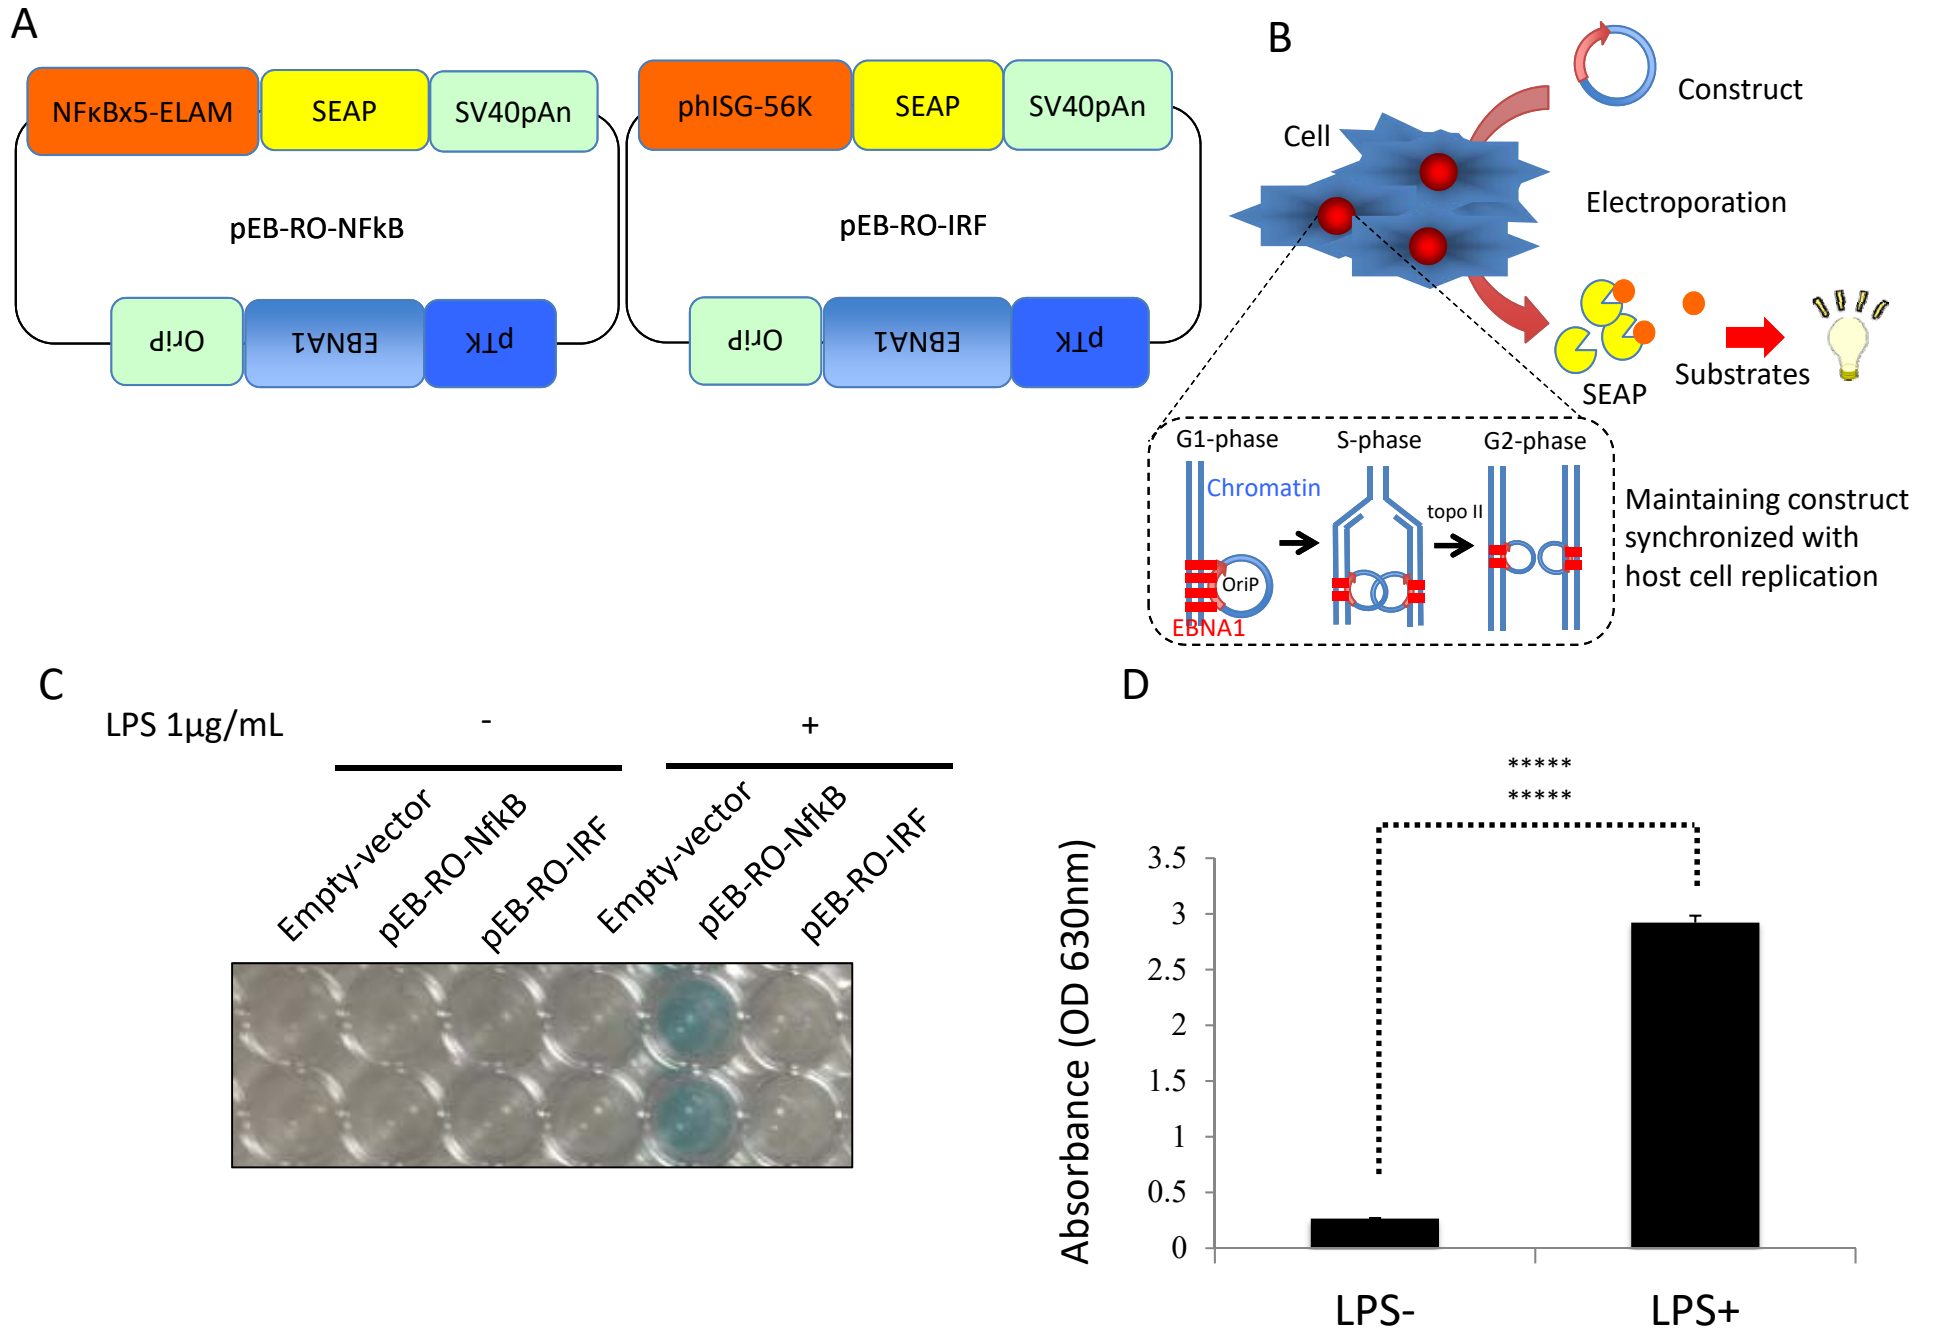 A
NFκBx5-ELAM
SEAP
SV40pAn
pEB-RO-NFkB
OriP
EBNA1
pTK
phISG-56K
SEAP
SV40pAn
pEB-RO-IRF
OriP
EBNA1
pTK
B
Construct
Cell
Electroporation
Substrates
SEAP
G1-phase
S-phase
G2-phase
Chromatin
topo II
OriP
EBNA1
Maintaining construct
synchronized with
host cell replication
C
LPS 1μg/mL
-
+
Empty-vector
pEB-RO-NfkB
pEB-RO-IRF
Empty-vector
pEB-RO-NfkB
pEB-RO-IRF
D
*****
*****
Absorbance (OD 630nm)
3.5
3
2.5
2
1.5
1
0.5
0
LPS-
LPS+